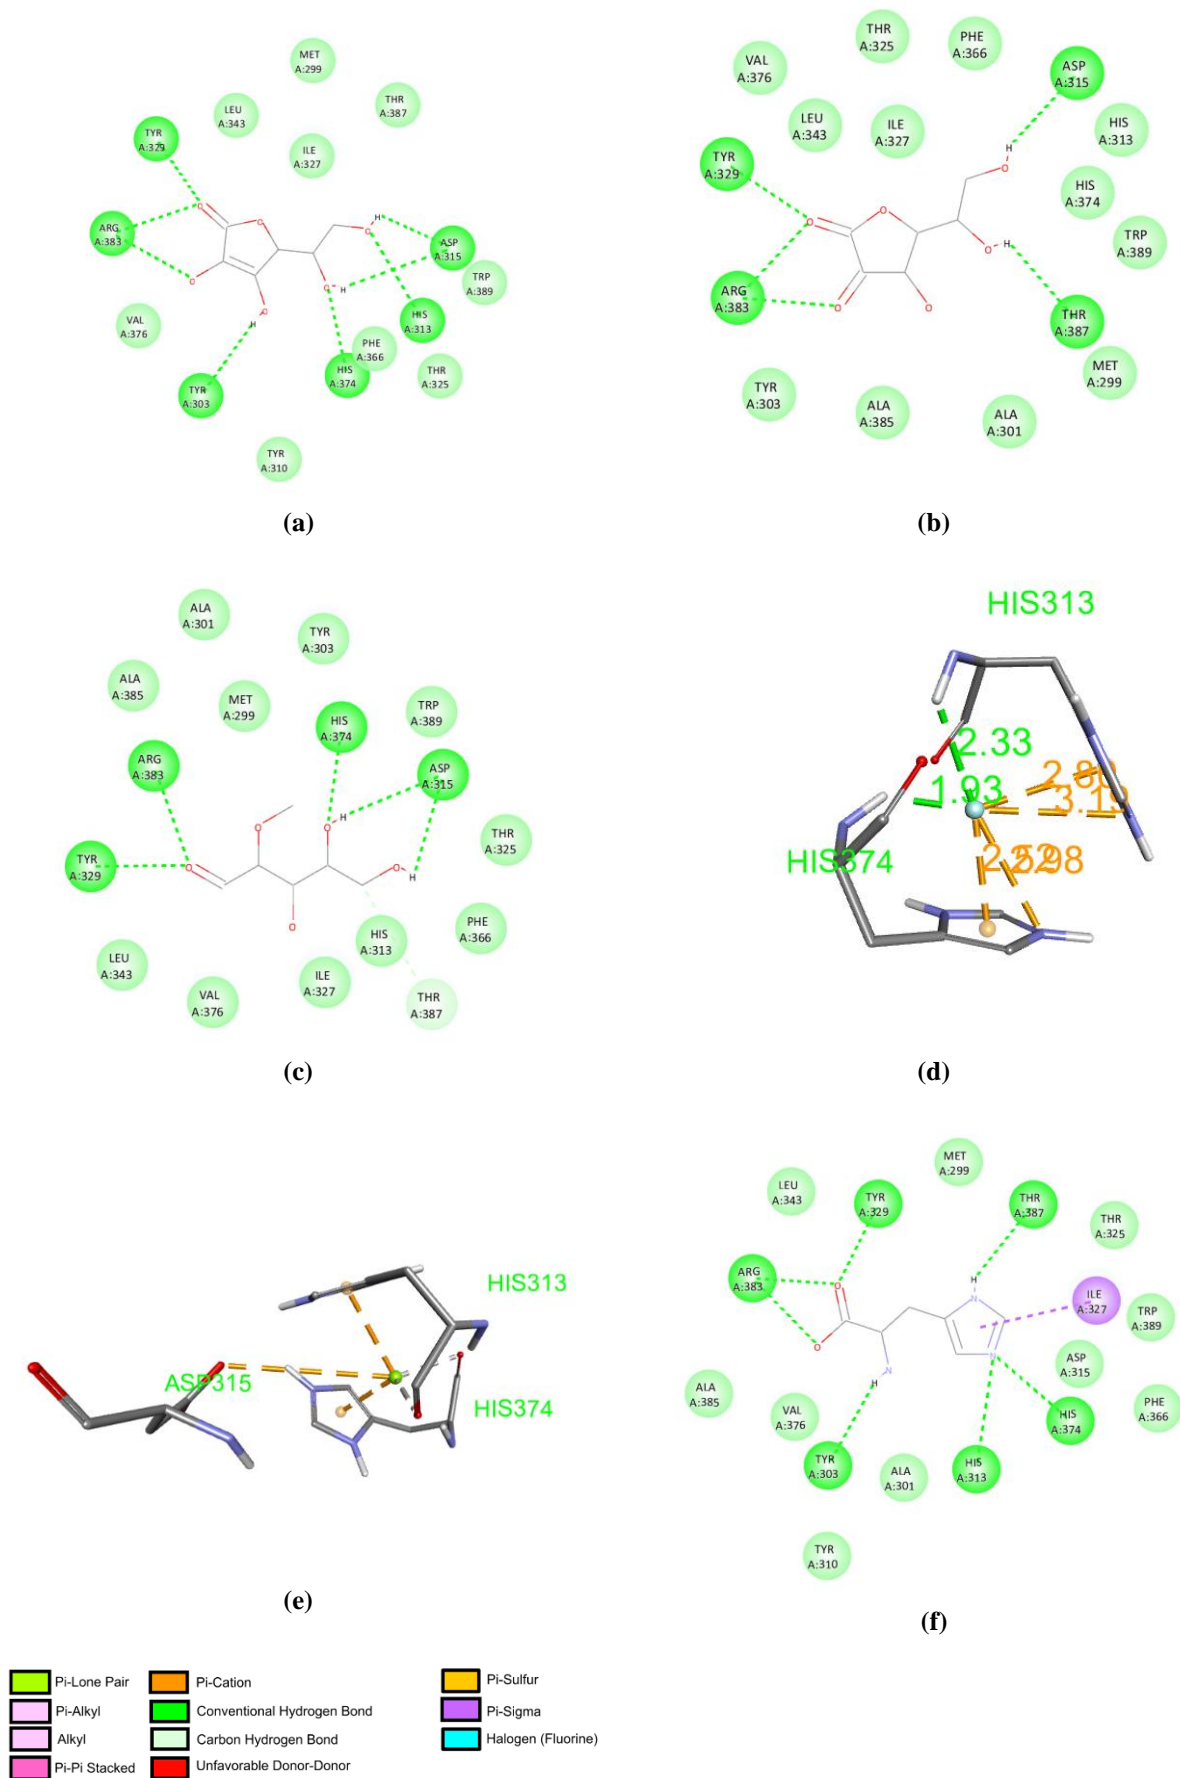 MET
A:299
THR
A:387
LEU
A:343
TYR
A:329
ILE
A:327
O
O
O
H
O
O
H
O
H
ARG
A:383
ASP
A:315
TRP
A:389
VAL
A:376
HIS
A:313
PHE
A:366
HIS
A:374
THR
A:325
TYR
A:303
TYR
A:310
(a)
THR
A:325
PHE
A:366
VAL
A:376
ASP
A:315
LEU
A:343
ILE
A:327
HIS
A:313
TYR
A:329
H
O
HIS
A:374
O
O
O
H
TRP
A:389
ARG
A:383
O
O
THR
A:387
MET
A:299
TYR
A:303
ALA
A:385
ALA
A:301
(b)
ALA
A:301
TYR
A:303
ALA
A:385
MET
A:299
HIS
A:374
TRP
A:389
ARG
A:383
ASP
A:315
O
O
H
THR
A:325
TYR
A:329
O
O
H
O
HIS
A:313
PHE
A:366
LEU
A:343
VAL
A:376
ILE
A:327
THR
A:387
(c)
HIS313
2.33
1.93
3.19
HIS374
(d)
HIS313
ASP315
HIS374
(e)
MET
A:299
LEU
A:343
TYR
A:329
THR
A:387
THR
A:325
ARG
A:383
H
N
O
ILE
A:327
TRP
A:389
O
N
N
H
ASP
A:315
ALA
A:385
VAL
A:376
HIS
A:374
PHE
A:366
TYR
A:303
ALA
A:301
HIS
A:313
TYR
A:310
(f)
Pi-Lone Pair
Pi-Cation
Pi-Sulfur
Pi-Alkyl
Conventional Hydrogen Bond
Pi-Sigma
Alkyl
Carbon Hydrogen Bond
Halogen (Fluorine)
Pi-Pi Stacked
Unfavorable Donor-Donor